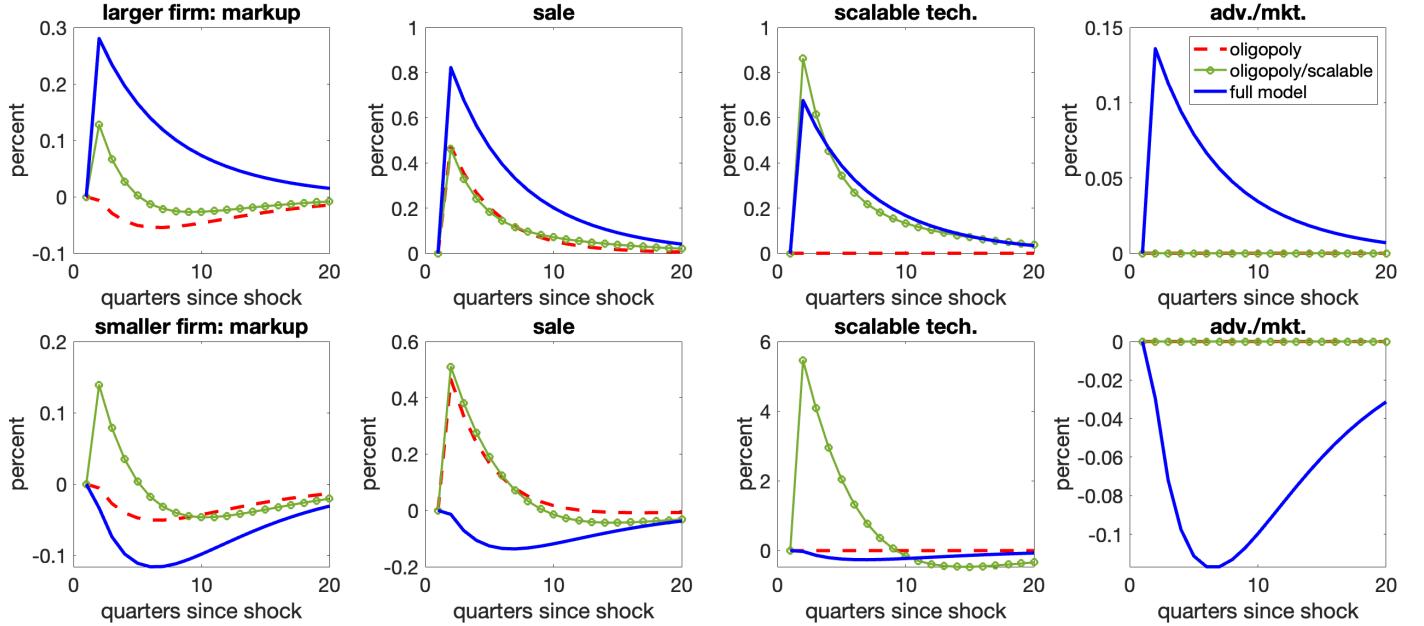 larger firm: markup
0.3
0.2
0.1
0
-0.1
percent
0
10
20
quarters since shock
sale
1
0.8
0.6
0.4
0.2
0
percent
0
10
20
quarters since shock
scalable tech.
1
0.8
0.6
0.4
0.2
0
percent
0
10
20
quarters since shock
adv./mkt.
0.15
0.1
0.05
0
percent
0
10
20
quarters since shock
oligopoly
oligopoly/scalable
full model
smaller firm: markup
0.2
0.1
0
-0.1
percent
0
10
20
quarters since shock
sale
0.6
0.4
0.2
0
-0.2
percent
0
10
20
quarters since shock
scalable tech.
6
4
2
0
percent
0
10
20
quarters since shock
adv./mkt.
0
-0.02
-0.04
-0.06
-0.08
-0.1
percent
0
10
20
quarters since shock